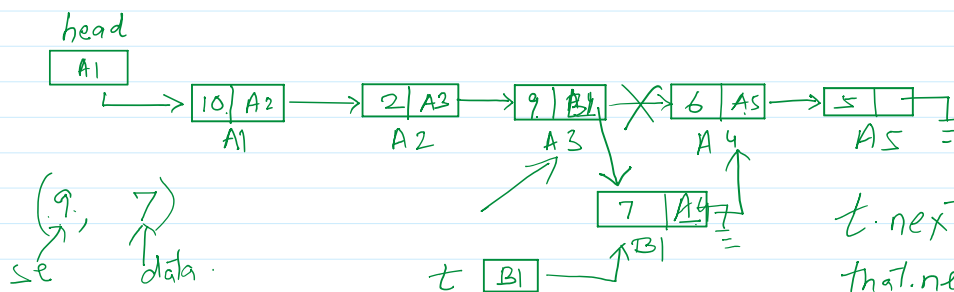 head
A1
10 A2 2 A3 9 B1 6 A5 5
A1 A2 A3 A4 A5
(9, 7) 7 A4
B1
se data. t B1
t.nex
that.ne